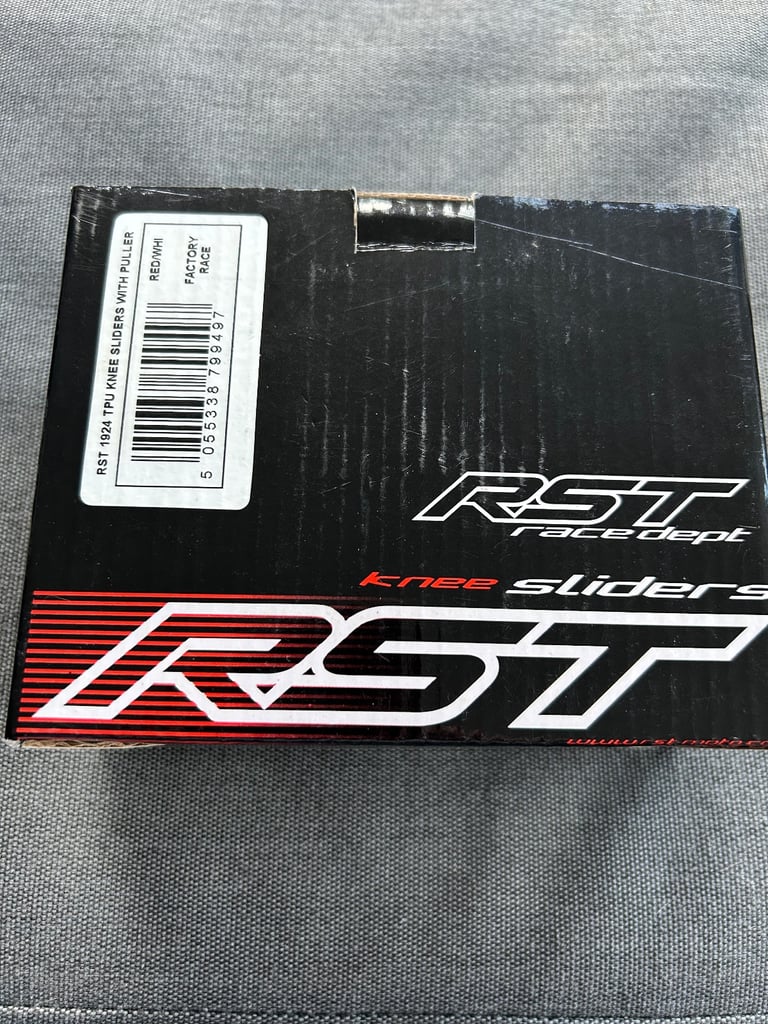 RST 1924 TPU KNEE SLIDERS WITH PULLER
RED/WHI
FACTORY
RACE
5 055338 799497
RST
race dept
knee sliders
RST